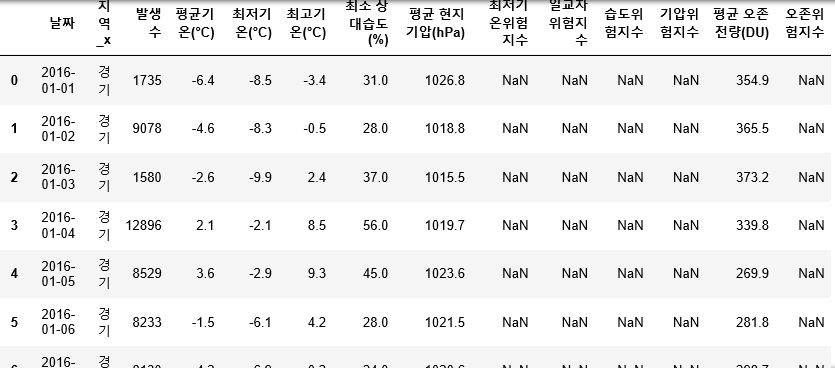 날짜 지역_x 발생수 평균기온(°C) 최저기온(°C) 최고기온(°C) 최소 상대습도(%) 평균 현지기압(hPa) 최저기온위험지수 일교차위험지수 습도위험지수 기압위험지수 평균 오존전량(DU) 오존위험지수
0 2016-01-01 경기 1735 -6.4 -8.5 -3.4 31.0 1026.8 NaN NaN NaN NaN 354.9 NaN
1 2016-01-02 경기 9078 -4.6 -8.3 -0.5 28.0 1018.8 NaN NaN NaN NaN 365.5 NaN
2 2016-01-03 경기 1580 -2.6 -9.9 2.4 37.0 1015.5 NaN NaN NaN NaN 373.2 NaN
3 2016-01-04 경기 12896 2.1 -2.1 8.5 56.0 1019.7 NaN NaN NaN NaN 339.8 NaN
4 2016-01-05 경기 8529 3.6 -2.9 9.3 45.0 1023.6 NaN NaN NaN NaN 269.9 NaN
5 2016-01-06 경기 8233 -1.5 -6.1 4.2 28.0 1021.5 NaN NaN NaN NaN 281.8 NaN
2016- 경